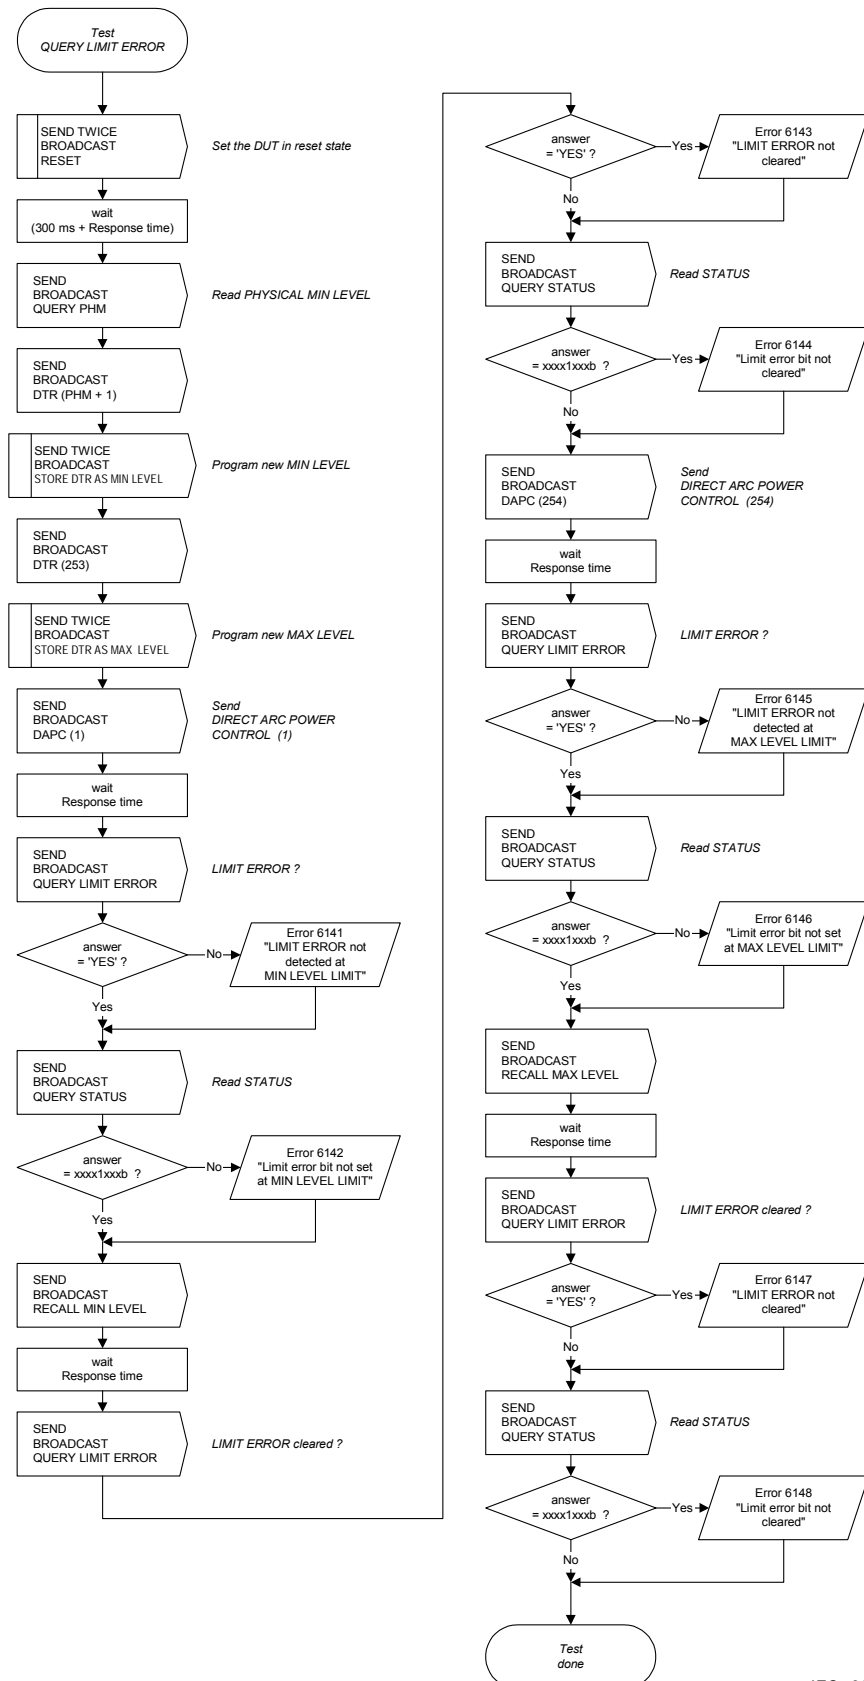 Test
QUERY LIMIT ERROR
SEND TWICE
BROADCAST
RESET
Set the DUT in reset state
wait
(300 ms + Response time)
SEND
BROADCAST
QUERY PHM
Read PHYSICAL MIN LEVEL
SEND
BROADCAST
DTR (PHM + 1)
SEND TWICE
BROADCAST
STORE DTR AS MIN LEVEL
Program new MIN LEVEL
SEND
BROADCAST
DTR (253)
SEND TWICE
BROADCAST
STORE DTR AS MAX LEVEL
Program new MAX LEVEL
SEND
BROADCAST
DAPC (1)
Send
DIRECT ARC POWER
CONTROL (1)
wait
Response time
SEND
BROADCAST
QUERY LIMIT ERROR
LIMIT ERROR ?
answer
= 'YES' ?
No
Error 6141
"LIMIT ERROR not
detected at
MIN LEVEL LIMIT"
Yes
SEND
BROADCAST
QUERY STATUS
Read STATUS
answer
= xxxx1xxxb ?
No
Error 6142
"Limit error bit not set
at MIN LEVEL LIMIT"
Yes
SEND
BROADCAST
RECALL MIN LEVEL
wait
Response time
SEND
BROADCAST
QUERY LIMIT ERROR
LIMIT ERROR cleared ?
answer
= 'YES' ?
Yes
Error 6143
"LIMIT ERROR not
cleared"
No
SEND
BROADCAST
QUERY STATUS
Read STATUS
answer
= xxxx1xxxb ?
Yes
Error 6144
"Limit error bit not
cleared"
No
SEND
BROADCAST
DAPC (254)
Send
DIRECT ARC POWER
CONTROL (254)
wait
Response time
SEND
BROADCAST
QUERY LIMIT ERROR
LIMIT ERROR ?
answer
= 'YES' ?
No
Error 6145
"LIMIT ERROR not
detected at
MAX LEVEL LIMIT"
Yes
SEND
BROADCAST
QUERY STATUS
Read STATUS
answer
= xxxx1xxxb ?
No
Error 6146
"Limit error bit not set
at MAX LEVEL LIMIT"
Yes
SEND
BROADCAST
RECALL MAX LEVEL
wait
Response time
SEND
BROADCAST
QUERY LIMIT ERROR
LIMIT ERROR cleared ?
answer
= 'YES' ?
Yes
Error 6147
"LIMIT ERROR not
cleared"
No
SEND
BROADCAST
QUERY STATUS
Read STATUS
answer
= xxxx1xxxb ?
Yes
Error 6148
"Limit error bit not
cleared"
No
Test
done